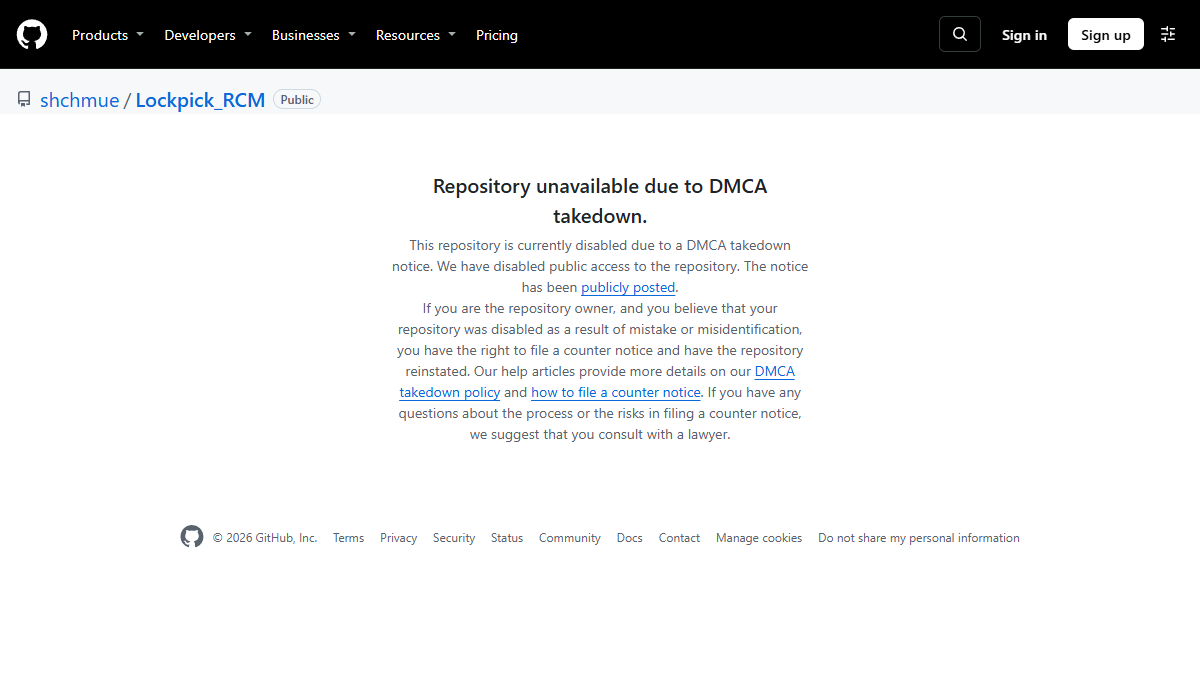 Products Developers Businesses Resources Pricing Sign in Sign up
shchmue / Lockpick_RCM Public
Repository unavailable due to DMCA
takedown.
This repository is currently disabled due to a DMCA takedown
notice. We have disabled public access to the repository. The notice
has been publicly posted.
If you are the repository owner, and you believe that your
repository was disabled as a result of mistake or misidentification,
you have the right to file a counter notice and have the repository
reinstated. Our help articles provide more details on our DMCA
takedown policy and how to file a counter notice. If you have any
questions about the process or the risks in filing a counter notice,
we suggest that you consult with a lawyer.
© 2026 GitHub, Inc. Terms Privacy Security Status Community Docs Contact Manage cookies Do not share my personal information